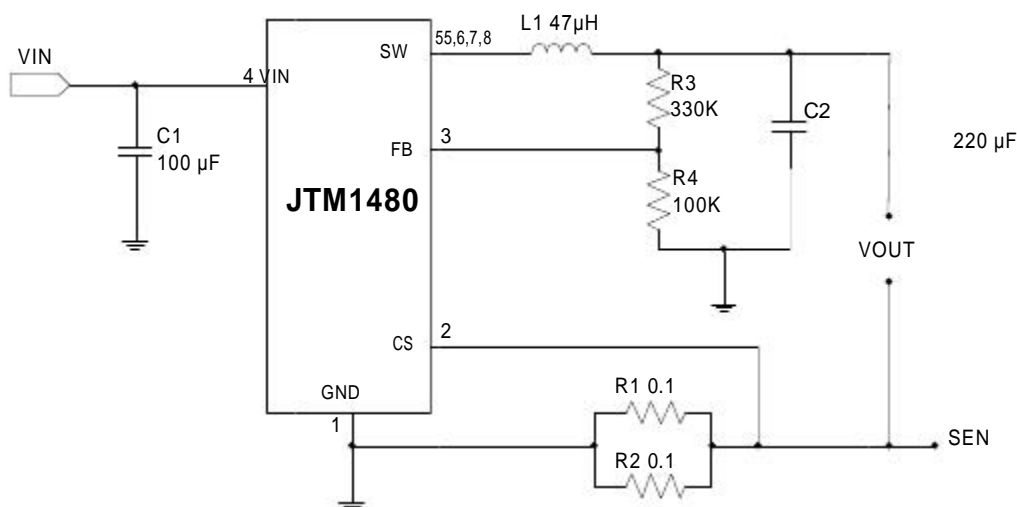 L1 47µH
55,6,7,8
SW
VIN
4 VIN
R3
330K
C2
C1
100 µF
FB
3
220 µF
R4
100K
JTM1480
VOUT
CS
2
GND
1
R1 0.1
SEN
R2 0.1